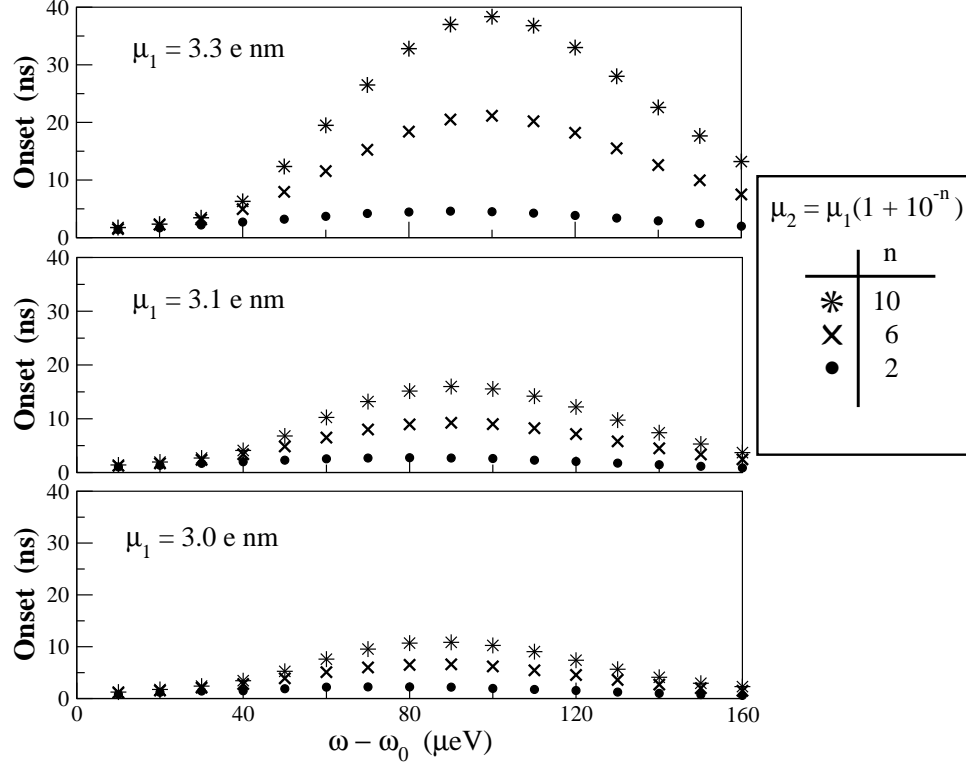 40
30
20
10
0
Onset (ns)
μ₁ = 3.3 e nm
40
30
20
10
0
Onset (ns)
μ₁ = 3.1 e nm
40
30
20
10
0
Onset (ns)
μ₁ = 3.0 e nm
0 40 80 120 160
ω − ω₀ (μeV)
μ₂ = μ₁(1 + 10⁻ⁿ)
n
10
6
2